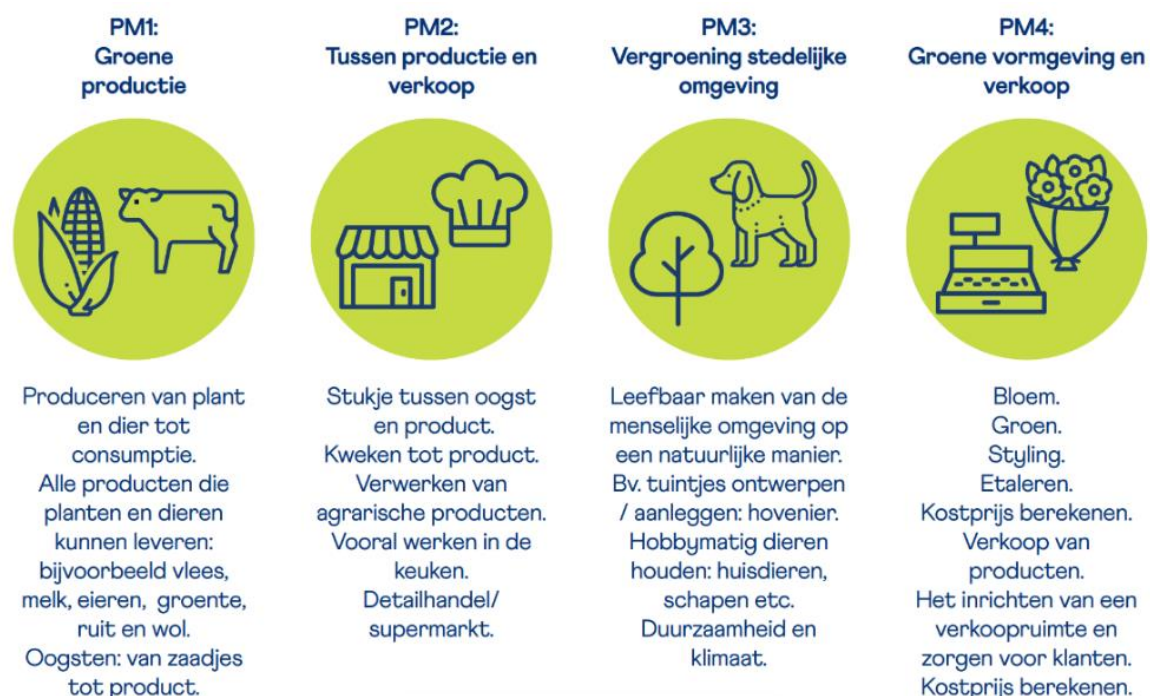 PM1:
Groene
productie
Produceren van plant
en dier tot
consumptie.
Alle producten die
planten en dieren
kunnen leveren:
bijvoorbeeld vlees,
melk, eieren, groente,
ruit en wol.
Oogsten: van zaadjes
tot product.
PM2:
Tussen productie en
verkoop
Stukje tussen oogst
en product.
Kweken tot product.
Verwerken van
agrarische producten.
Vooral werken in de
keuken.
Detailhandel/
supermarkt.
PM3:
Vergroening stedelijke
omgeving
Leefbaar maken van de
menselijke omgeving op
een natuurlijke manier.
Bv. tuintjes ontwerpen
/ aanleggen: hovenier.
Hobbymatig dieren
houden: huisdieren,
schapen etc.
Duurzaamheid en
klimaat.
PM4:
Groene vormgeving en
verkoop
Bloem.
Groen.
Styling.
Etaleren.
Kostprijs berekenen.
Verkoop van
producten.
Het inrichten van een
verkoopruimte en
zorgen voor klanten.
Kostprijs berekenen.